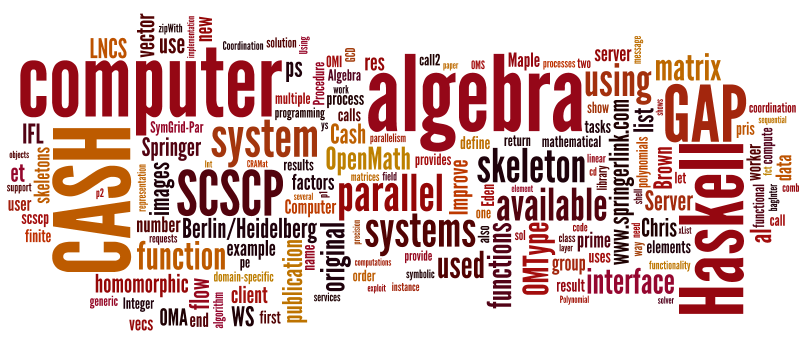 LNCS
vector
zipWith
use
implementation
new
Coordination
solution
Using
OMI
GCD
Procedure
Algebra
res
call2
paper
OMS
Maple
processes
two
server
message
computer
ps
work
multiple
process
programming
calls
ys
algebra
using
matrix
show
shows
list
GAP
coordination
sequential
pris
tasks
IFL
SymGrid-Par
system
Cash
parallelism
define
return
mathematical
www.springerlink.com
polynomials
objects
skeletons
CASH
Springer
Int
CRAMat
results
OpenMath
provides
Improve
skeleton
linear
cd
library
Brown
let
worker
fct
compute
data
et
support
user
scscp
finite
p2
representation
images
SCSCP
factors
several
Computer
matrices
field
parallel
Eden
one
element
available
shell
Server
Haskell
functional
bagInter
comb
call
al
number
requests
Berlin/Heidelberg
original
precision
systems
also
sol
OMType
code
class
layer
prime
way
need
Chris
xList
elements
function
example
pe
publication
name
computations
provide
order
symbolic
used
functions
group
uses
functionality
homomorphic
domain-specific
flow
client
services
exploit
instance
result
interface
Polynomial
solver
generic
Integer
vecs
OMA
end
algorithm
WS
first